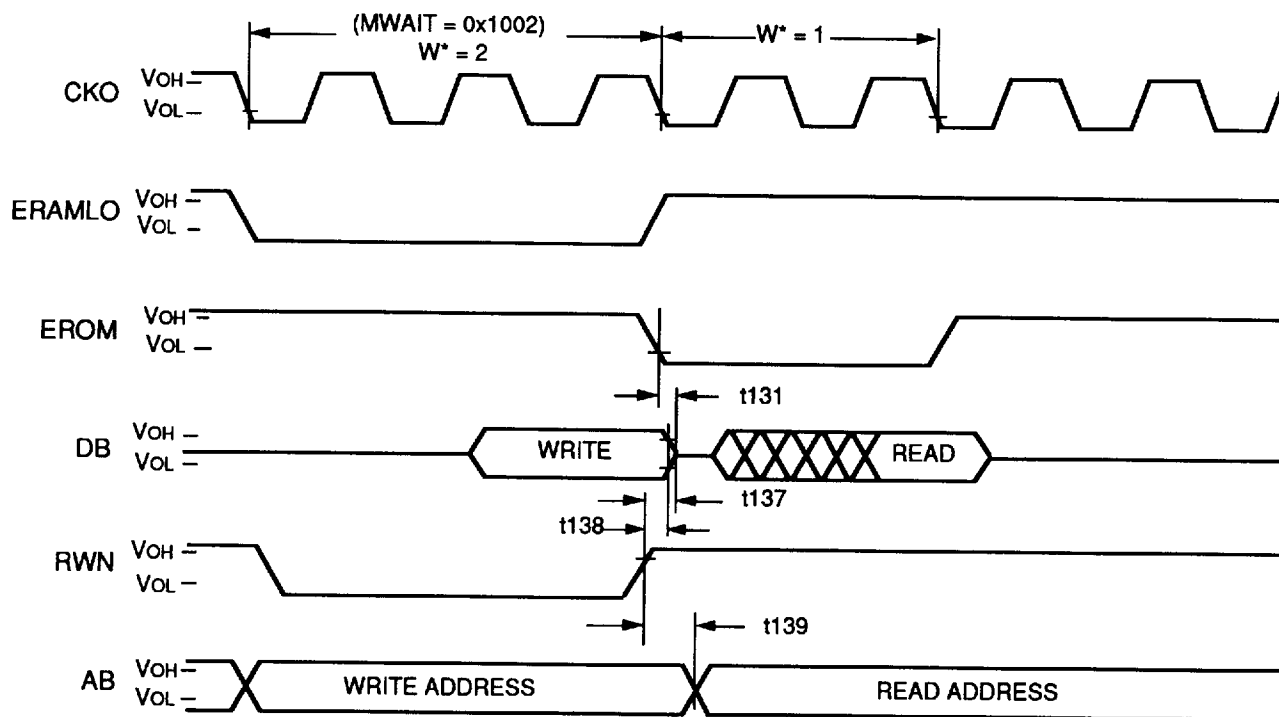 (MWAIT = 0x1002)
W* = 2
W* = 1
CKO
VOH
VOL
ERAMLO
VOH
VOL
EROM
VOH
VOL
t131
DB
VOH
VOL
WRITE
READ
t137
t138
RWN
VOH
VOL
t139
AB
VOH
VOL
WRITE ADDRESS
READ ADDRESS